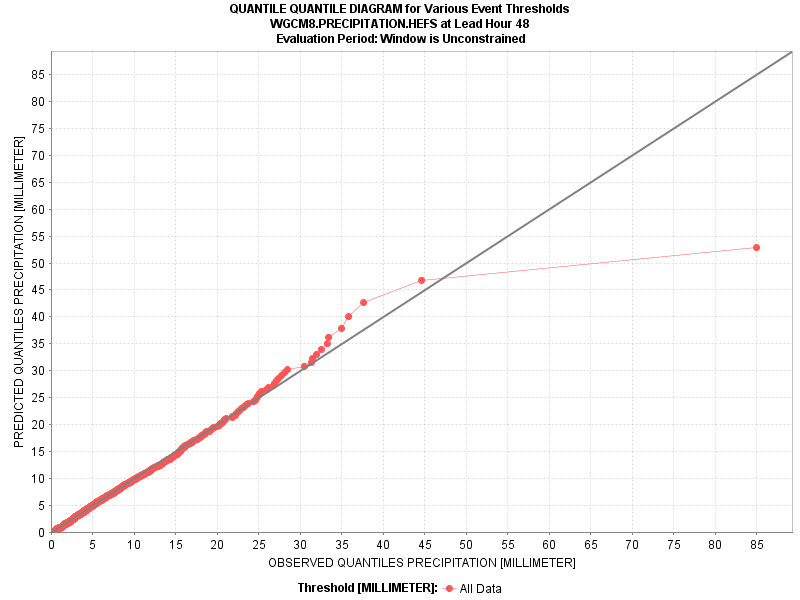 QUANTILE QUANTILE DIAGRAM for Various Event Thresholds
WGCM8.PRECIPITATION.HEFS at Lead Hour 48
Evaluation Period: Window is Unconstrained
PREDICTED QUANTILES PRECIPITATION [MILLIMETER]
85
80
75
70
65
60
55
50
45
40
35
30
25
20
15
10
5
0
0 5 10 15 20 25 30 35 40 45 50 55 60 65 70 75 80 85
OBSERVED QUANTILES PRECIPITATION [MILLIMETER]
Threshold [MILLIMETER]: All Data